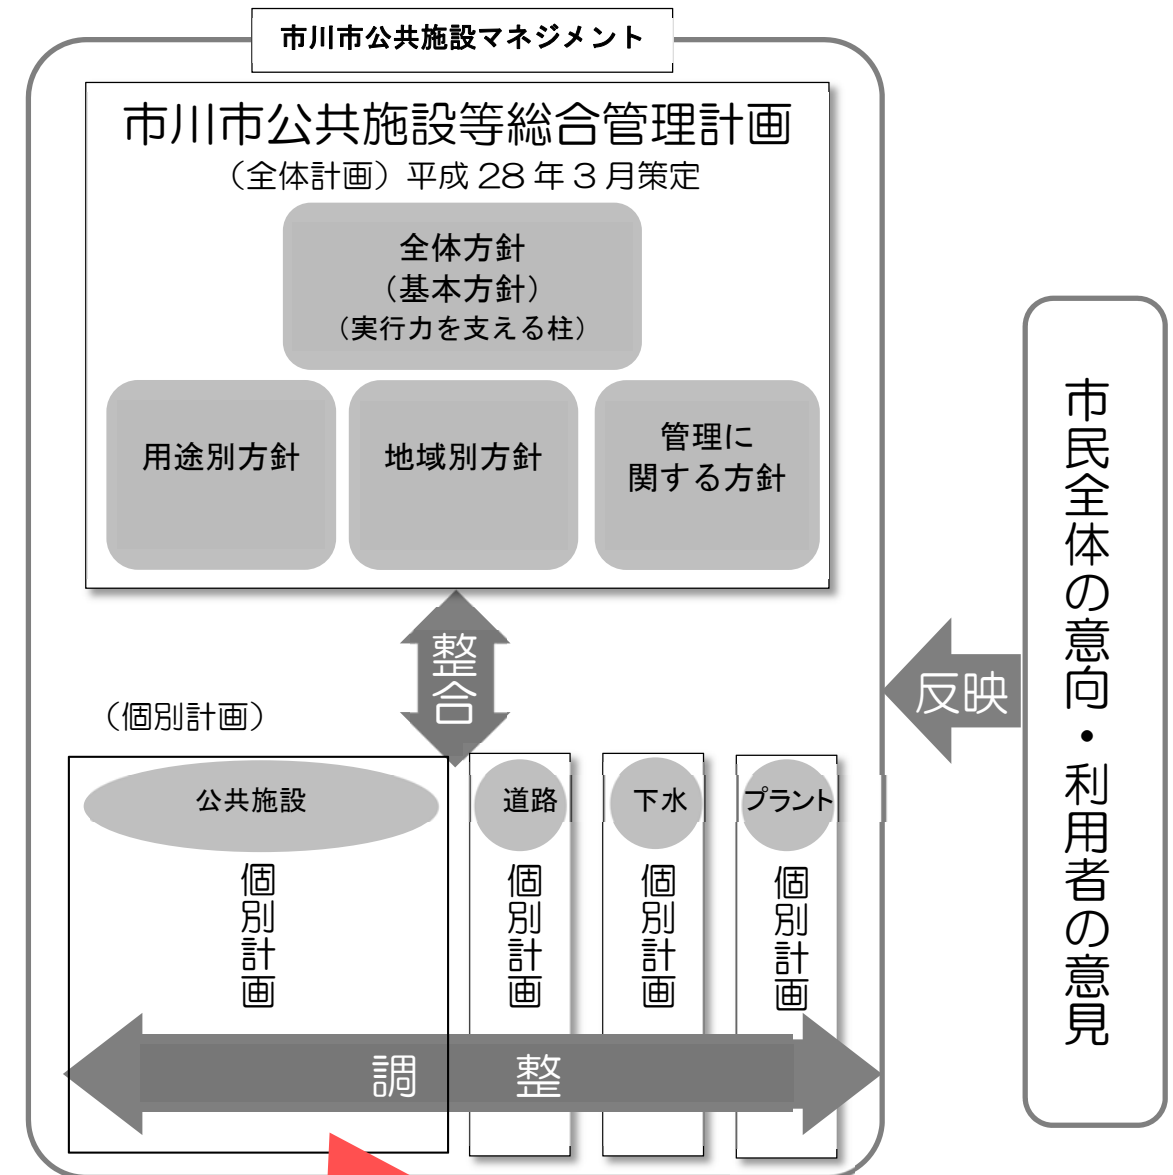 市川市公共施設マネジメント
市川市公共施設等総合管理計画
（全体計画）平成 28 年 3 月策定
全体方針
（基本方針）
（実行力を支える柱）
用途別方針
地域別方針
管理に
関する方針
整合
反映
市民全体の意向・利用者の意見
（個別計画）
公共施設
個別計画
道路
個別計画
下水
個別計画
プラント
個別計画
調　整